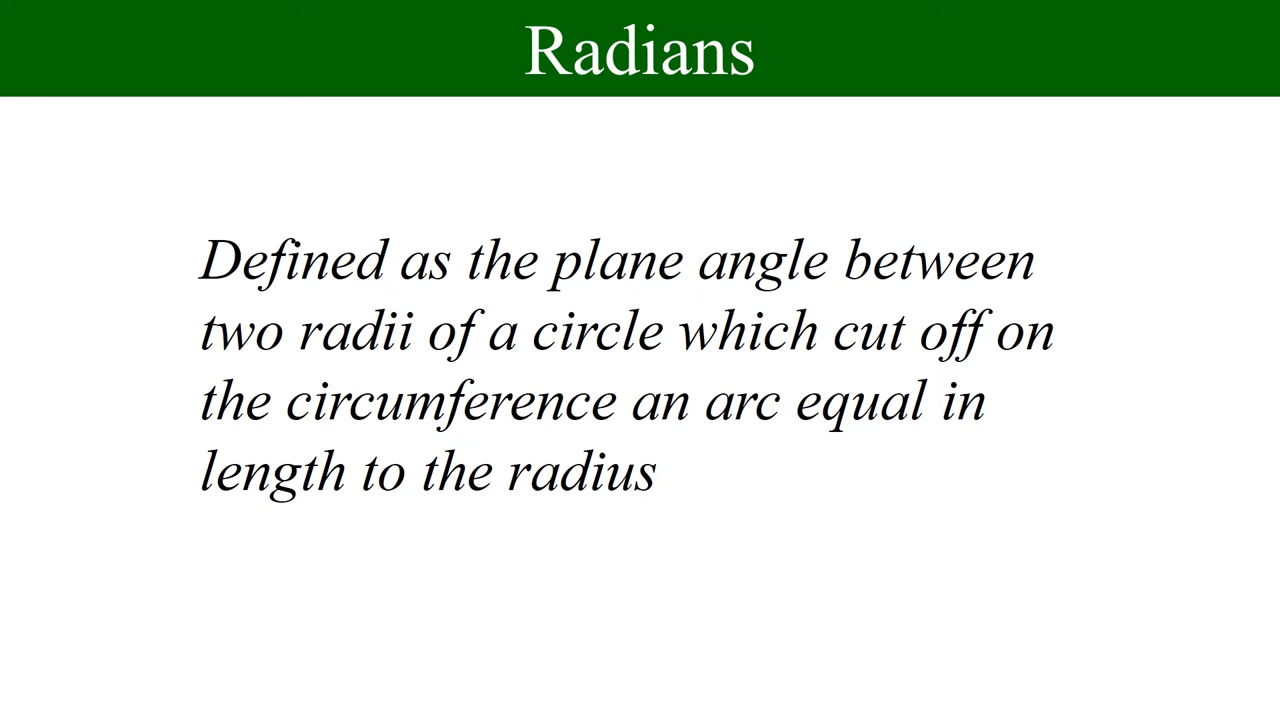 Radians
Defined as the plane angle between
two radii of a circle which cut off on
the circumference an arc equal in
length to the radius